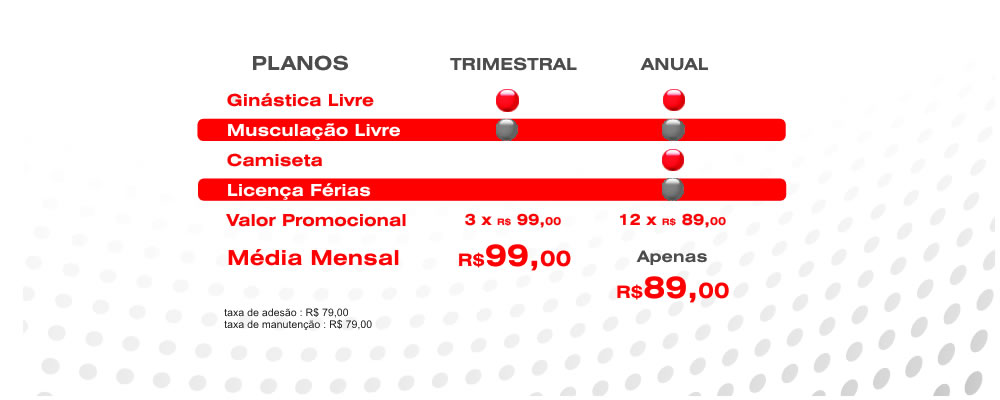 PLANOS TRIMESTRAL ANUAL
Ginástica Livre
Musculação Livre
Camiseta
Licença Férias
Valor Promocional 3 x R$ 99,00 12 x R$ 89,00
Média Mensal R$99,00 Apenas
R$89,00
taxa de adesão : R$ 79,00
taxa de manutenção : R$ 79,00